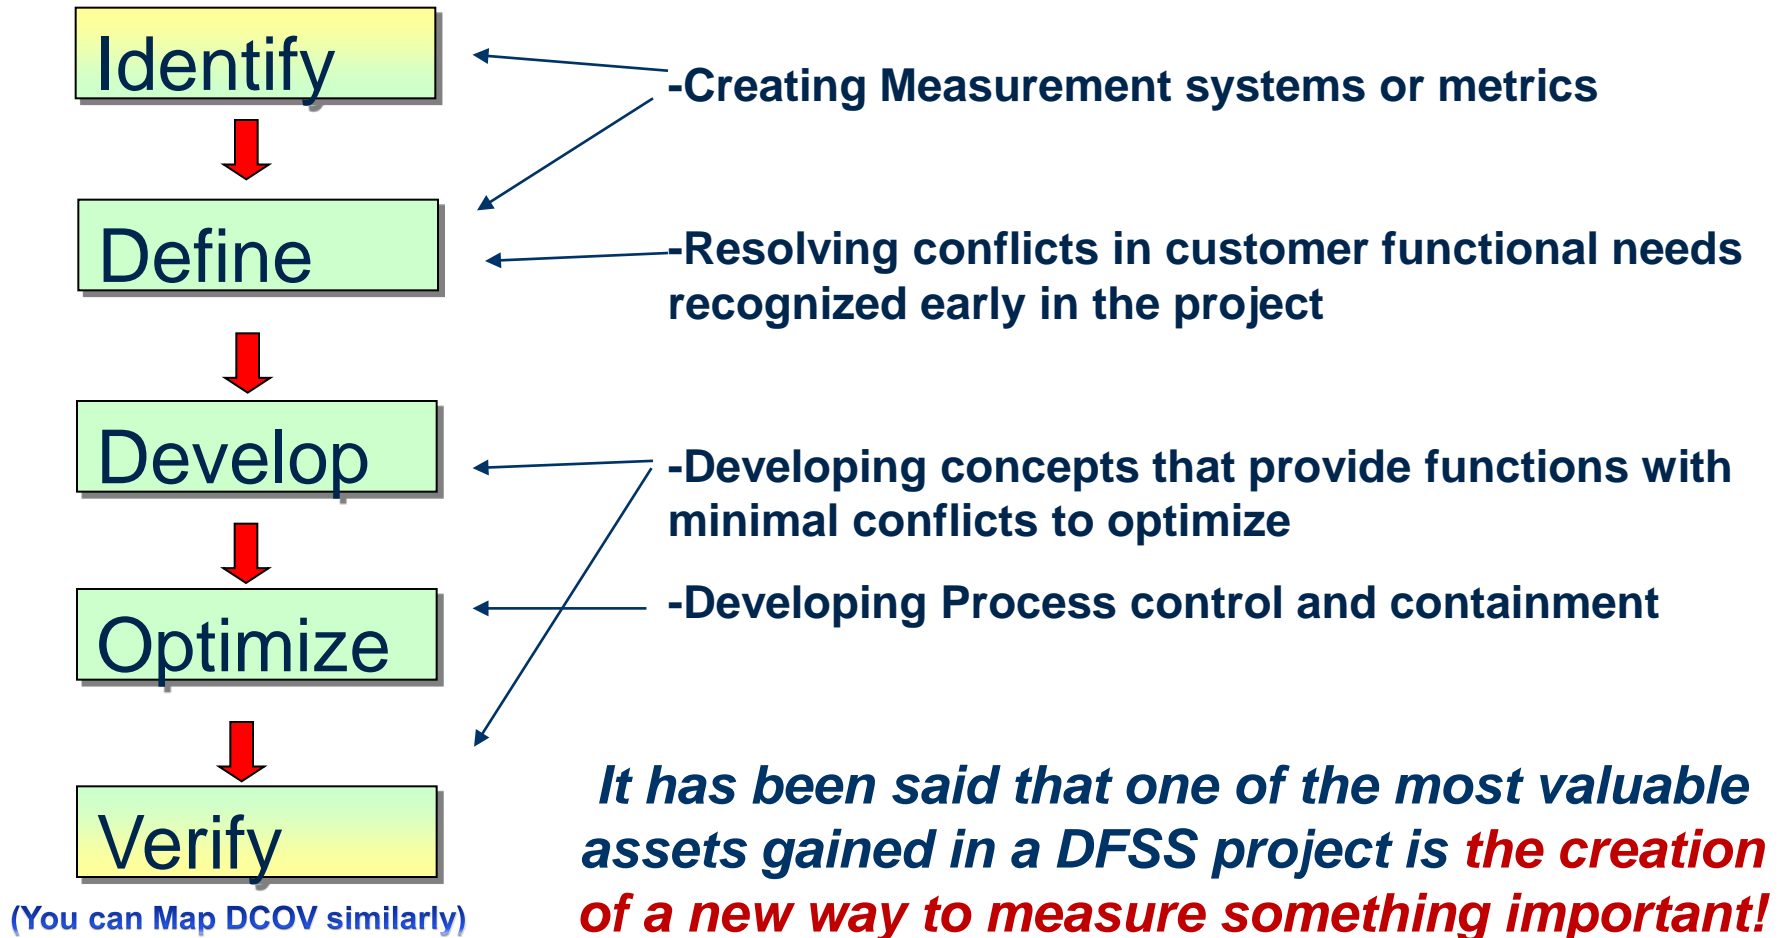 Identify
-Creating Measurement systems or metrics
Define
-Resolving conflicts in customer functional needs
recognized early in the project
Develop
-Developing concepts that provide functions with
minimal conflicts to optimize
-Developing Process control and containment
Optimize
Verify
(You can Map DCOV similarly)
It has been said that one of the most valuable
assets gained in a DFSS project is the creation
of a new way to measure something important!